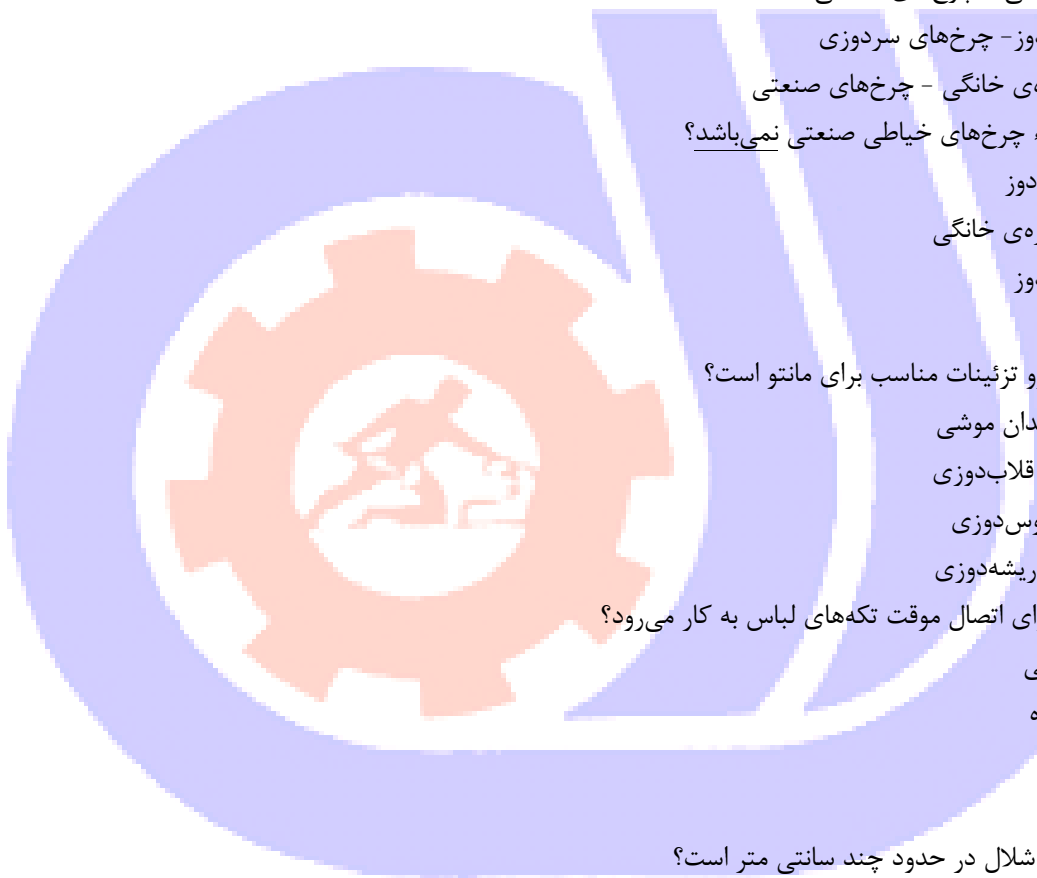 دوز- چرخ‌های سردوزی
ه‌ی خانگی - چرخ‌های صنعتی
چرخ‌های خیاطی صنعتی نمی‌باشد؟
دوز
ره‌ی خانگی
دوز
و تزئینات مناسب برای مانتو است؟
دان موشی
قلاب‌دوزی
وس‌دوزی
ریشه‌دوزی
ای اتصال موقت تکه‌های لباس به کار می‌رود؟
ی
ه
شلال در حدود چند سانتی متر است؟